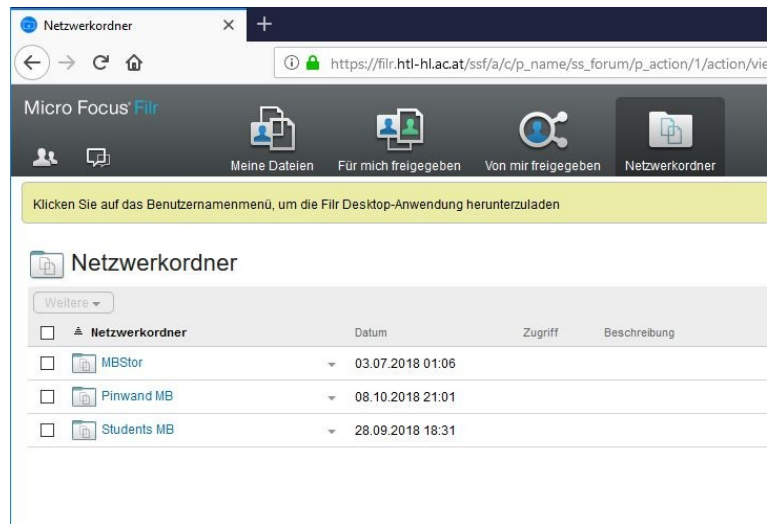 Netzwerkordner
https://filr.htl-hl.ac.at/ssf/a/c/p_name/ss_forum/p_action/1/action/vie
Micro Focus Filr
Meine Dateien Für mich freigegeben Von mir freigegeben Netzwerkordner
Klicken Sie auf das Benutzernamenmenü, um die Filr Desktop-Anwendung herunterzuladen
Netzwerkordner
Weitere
Netzwerkordner Datum Zugriff Beschreibung
MBStor 03.07.2018 01:06
Pinwand MB 08.10.2018 21:01
Students MB 28.09.2018 18:31